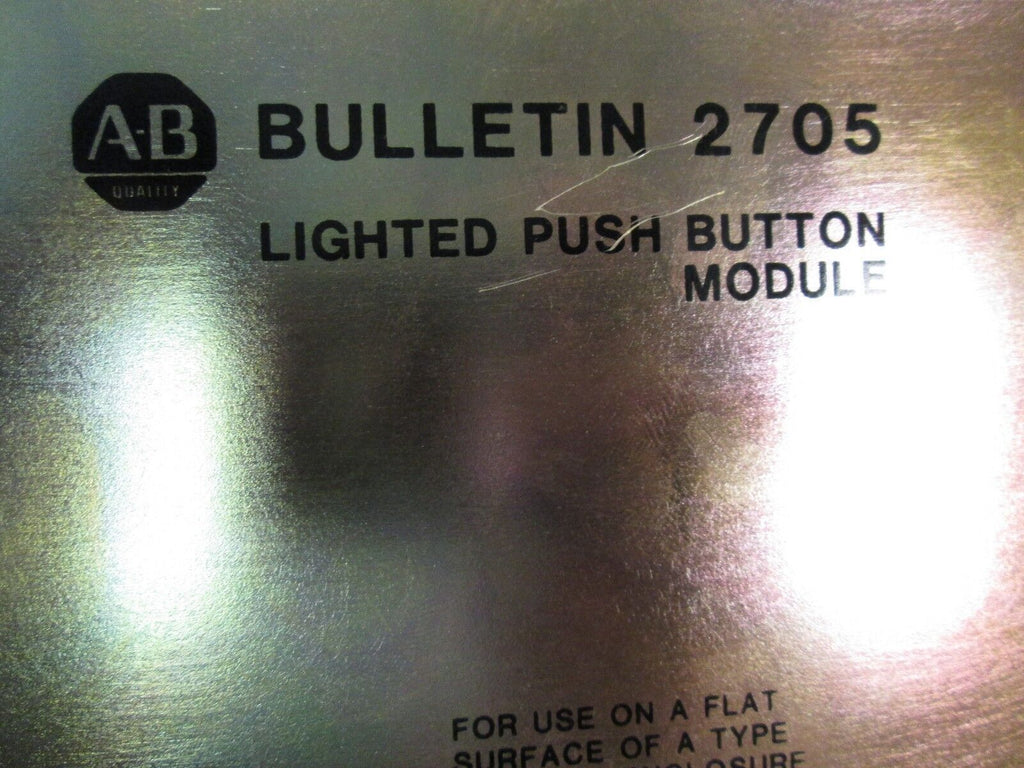 A-B
QUALITY
BULLETIN 2705
LIGHTED PUSH BUTTON
MODULE
FOR USE ON A FLAT
SURFACE OF A TYPE